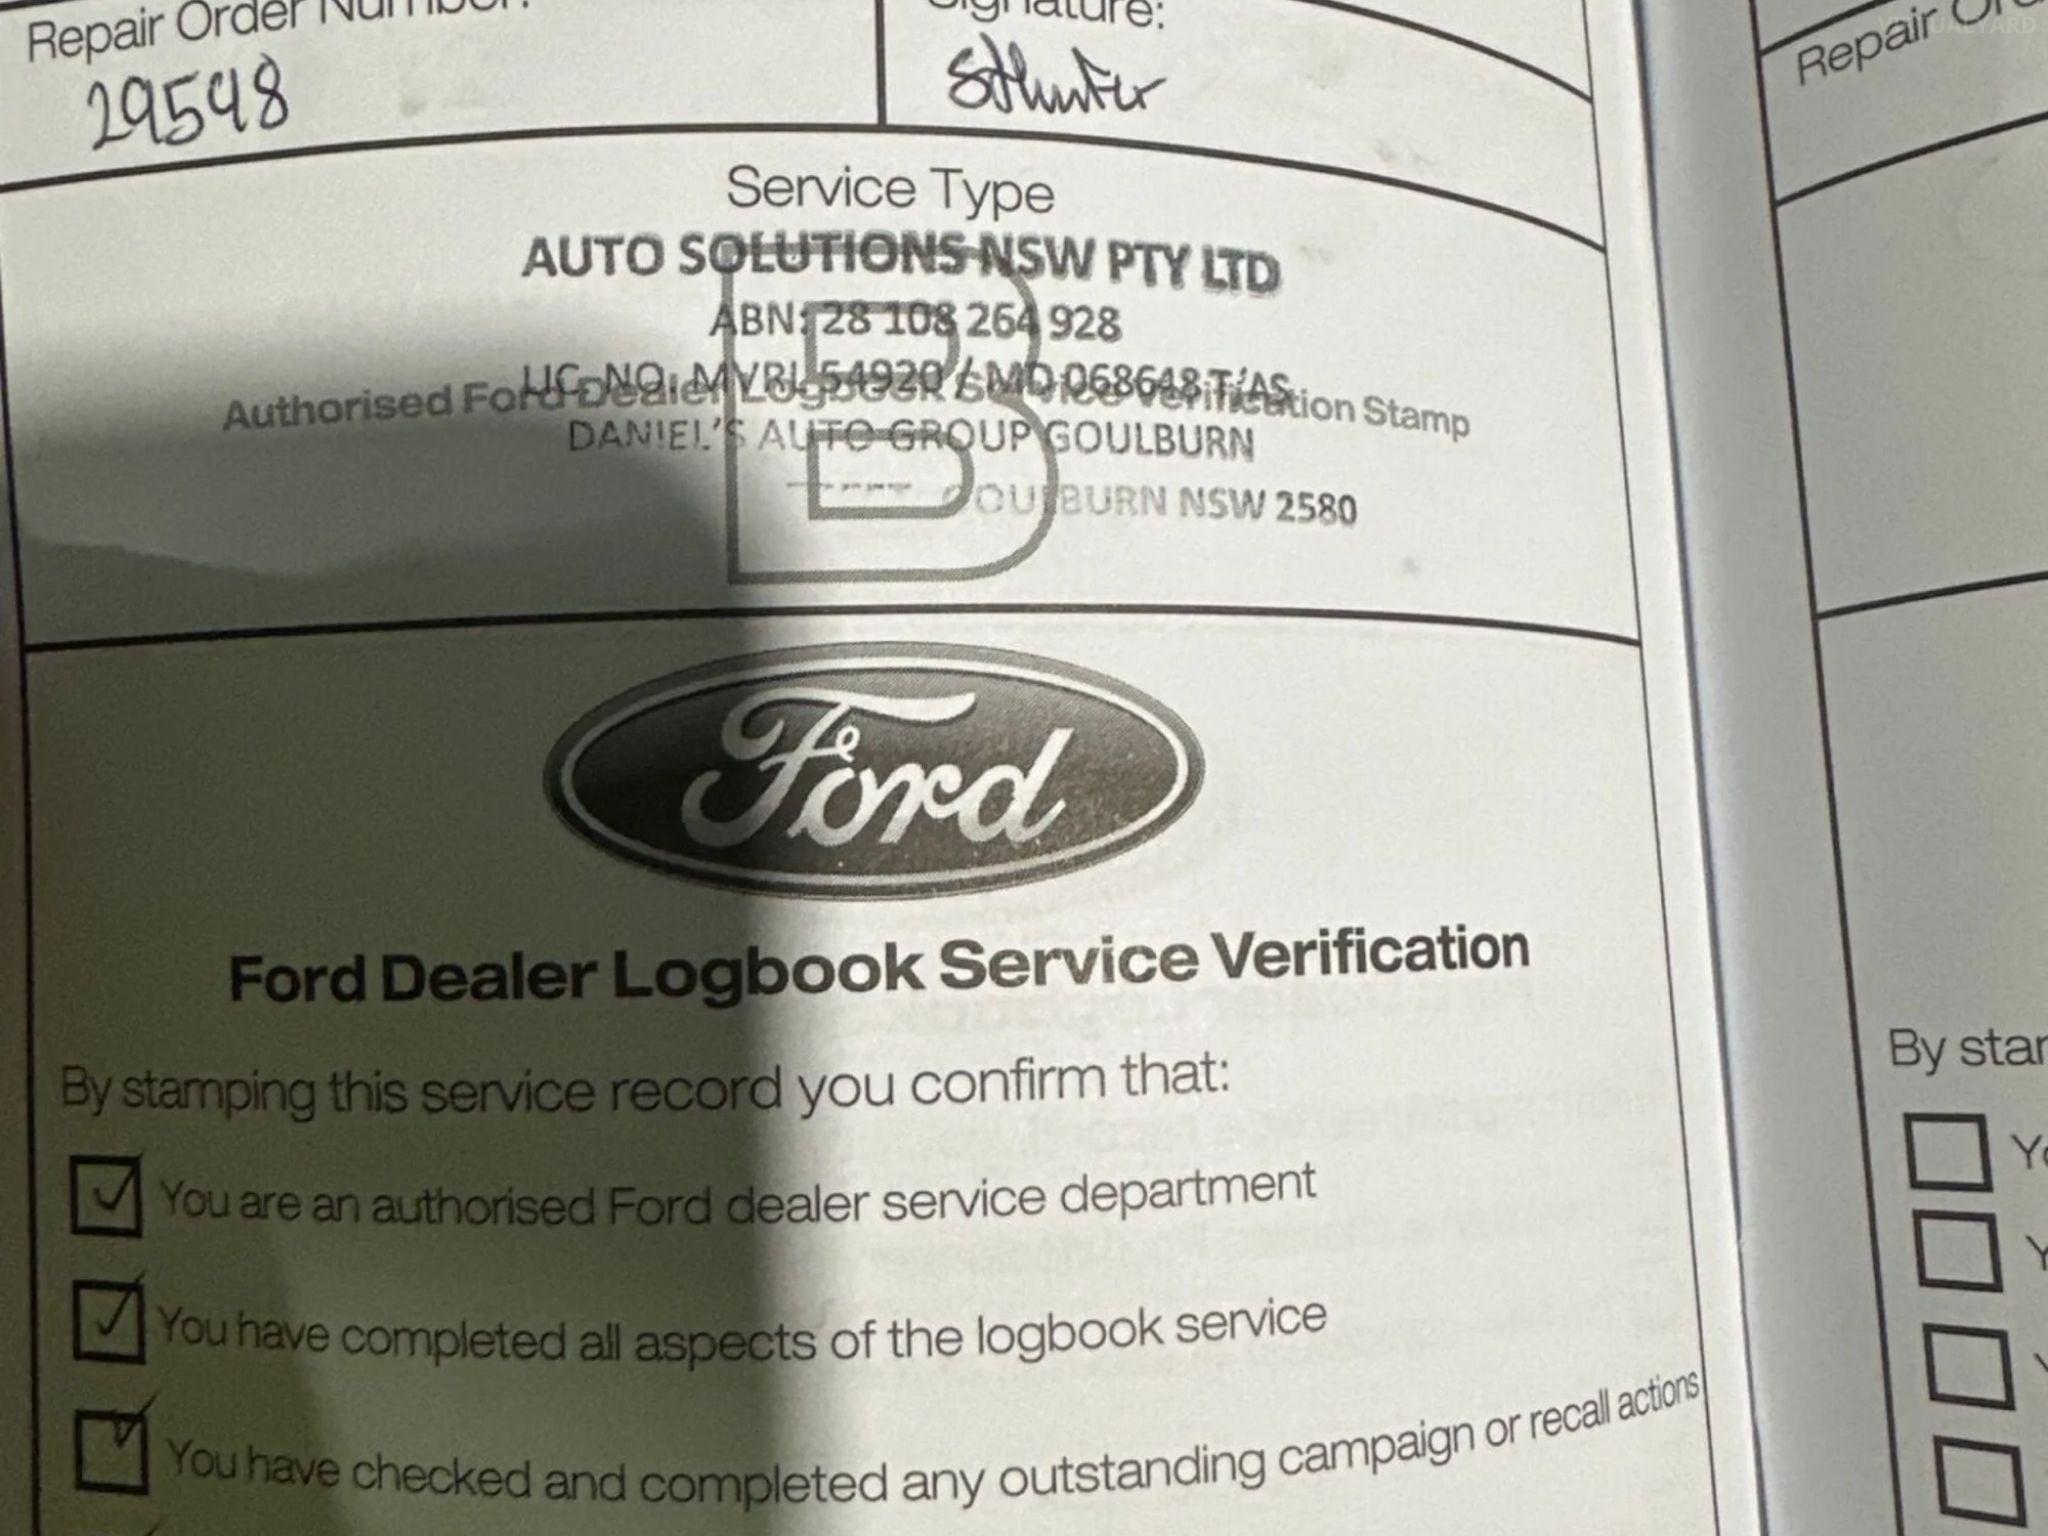 Repair Order Number:
29548
Signature:
Service Type
B
AUTO SOLUTIONS NSW PTY LTD
ABN: 28 108 264 928
LIC. NO. MVRL 54920 / MD 068648 T/AS
Authorised Ford Dealer Logbook Service Verification Stamp
DANIEL'S AUTO GROUP GOULBURN
GOULBURN NSW 2580
Ford
Ford Dealer Logbook Service Verification
By stamping this service record you confirm that:
You are an authorised Ford dealer service department
You have completed all aspects of the logbook service
You have checked and completed any outstanding campaign or recall actions
Repair
By